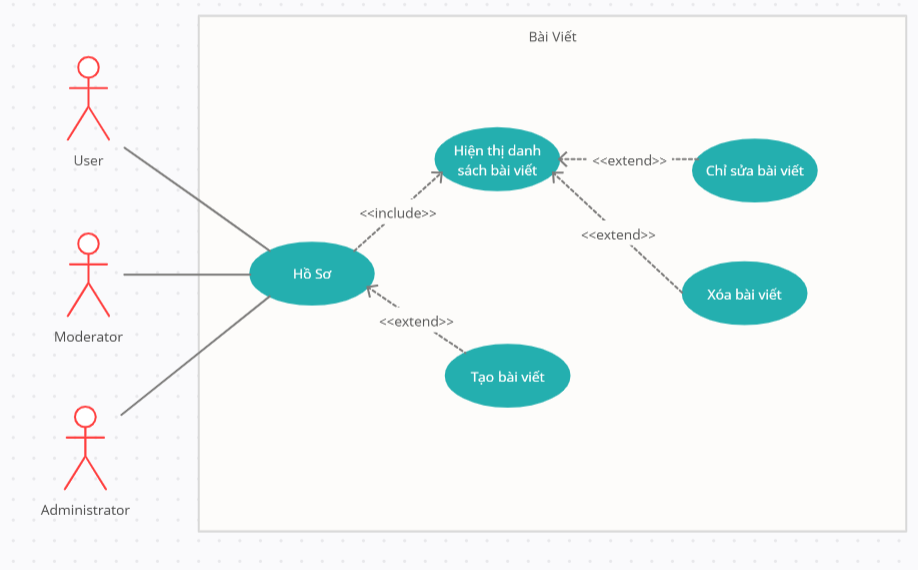 Bài Viết
User
Hiện thị danh
sách bài viết
<<extend>>
Chỉ sửa bài viết
<<include>>
<<extend>>
Hồ Sơ
Xóa bài viết
Moderator
<<extend>>
Tạo bài viết
Administrator